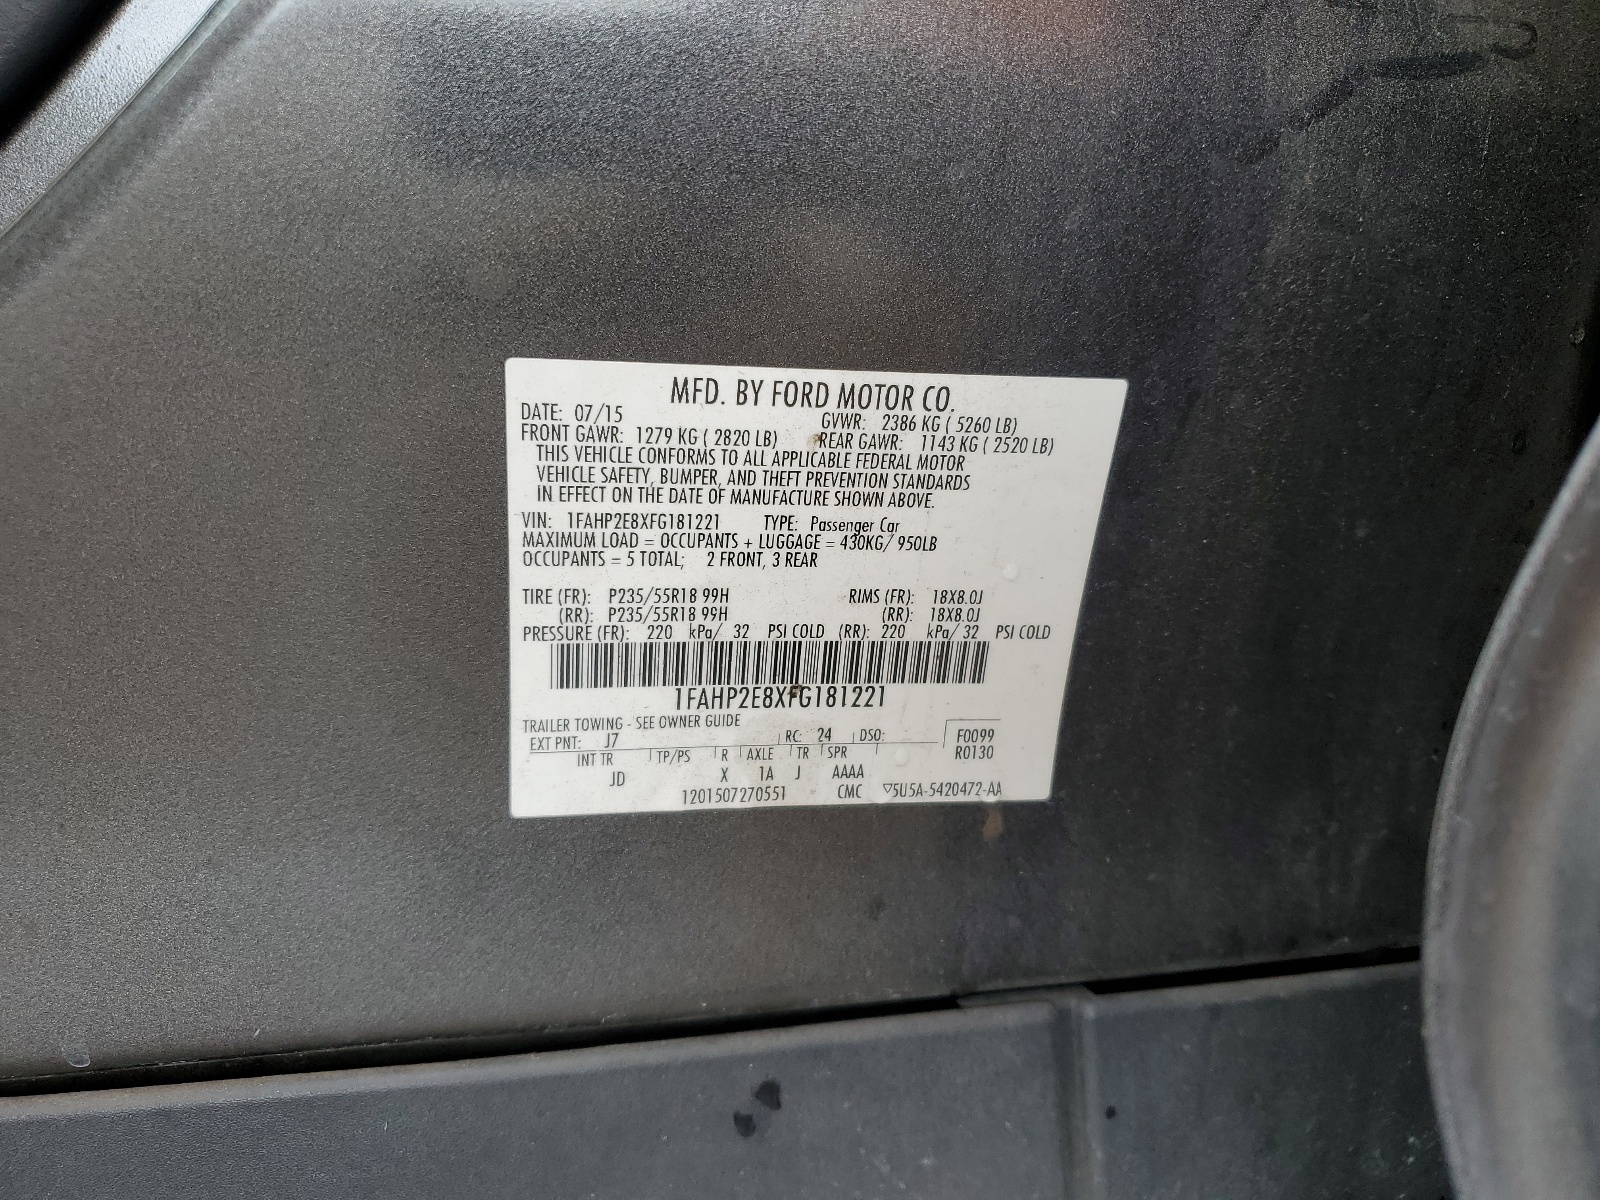 MFD. BY FORD MOTOR CO.
DATE: 07/15 GVWR: 2386 KG ( 5260 LB)
FRONT GAWR: 1279 KG ( 2820 LB) REAR GAWR: 1143 KG ( 2520 LB)
THIS VEHICLE CONFORMS TO ALL APPLICABLE FEDERAL MOTOR
VEHICLE SAFETY, BUMPER, AND THEFT PREVENTION STANDARDS
IN EFFECT ON THE DATE OF MANUFACTURE SHOWN ABOVE.
VIN: 1FAHP2E8XFG181221 TYPE: Passenger Car
MAXIMUM LOAD = OCCUPANTS + LUGGAGE = 430KG/ 950LB
OCCUPANTS = 5 TOTAL; 2 FRONT, 3 REAR
TIRE (FR): P235/55R18 99H RIMS (FR): 18X8.0J
(RR): P235/55R18 99H (RR): 18X8.0J
PRESSURE (FR): 220 kPa/ 32 PSI COLD (RR): 220 kPa/ 32 PSI COLD
1FAHP2E8XFG181221
TRAILER TOWING - SEE OWNER GUIDE
EXT PNT: J7 RC: 24 DSO: F0099
INT TR TP/PS R AXLE TR SPR R0130
JD X 1A J AAAA
1201507270551 CMC ▽5U5A-5420472-AA